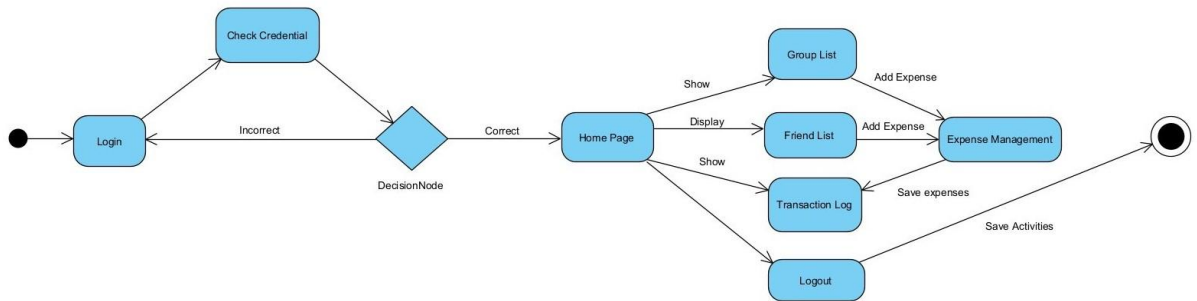 Check Credential
Login
Incorrect
DecisionNode
Correct
Home Page
Show
Group List
Add Expense
Display
Friend List
Add Expense
Expense Management
Show
Transaction Log
Save expenses
Logout
Save Activities